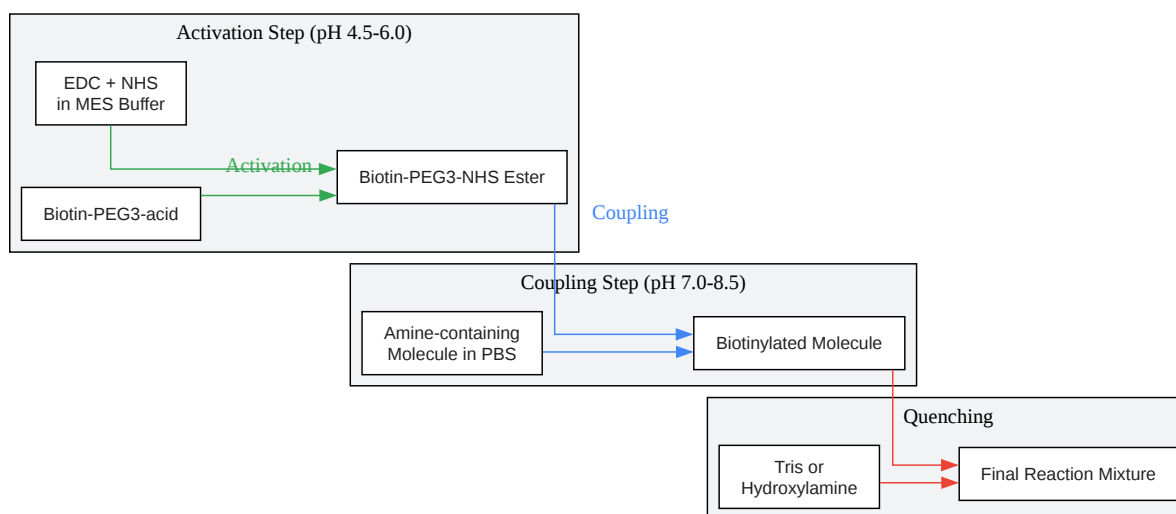 Activation Step (pH 4.5-6.0)
EDC + NHS
in MES Buffer
Activation
Biotin-PEG3-NHS Ester
Biotin-PEG3-acid
Coupling
Coupling Step (pH 7.0-8.5)
Amine-containing
Molecule in PBS
Biotinylated Molecule
Quenching
Tris or
Hydroxylamine
Final Reaction Mixture